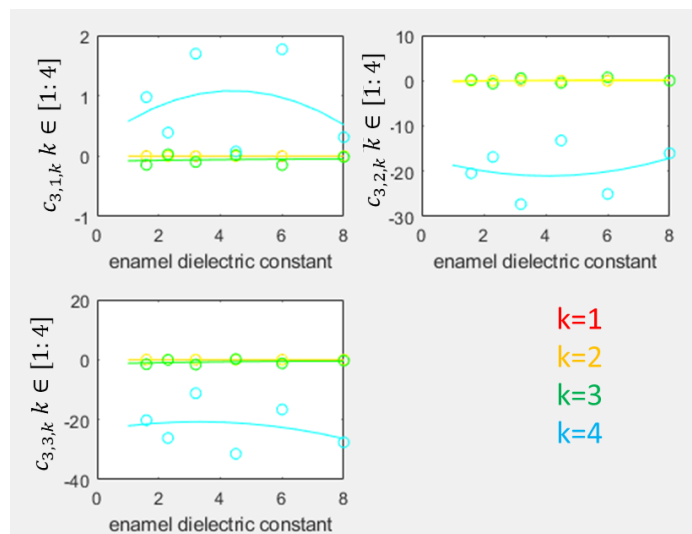 2
1
0
-1
0
2
4
6
8
c3,1,k k ∈ [1: 4]
enamel dielectric constant
10
0
-10
-20
-30
0
2
4
6
8
c3,2,k k ∈ [1: 4]
enamel dielectric constant
20
0
-20
-40
0
2
4
6
8
c3,3,k k ∈ [1: 4]
enamel dielectric constant
k=1
k=2
k=3
k=4